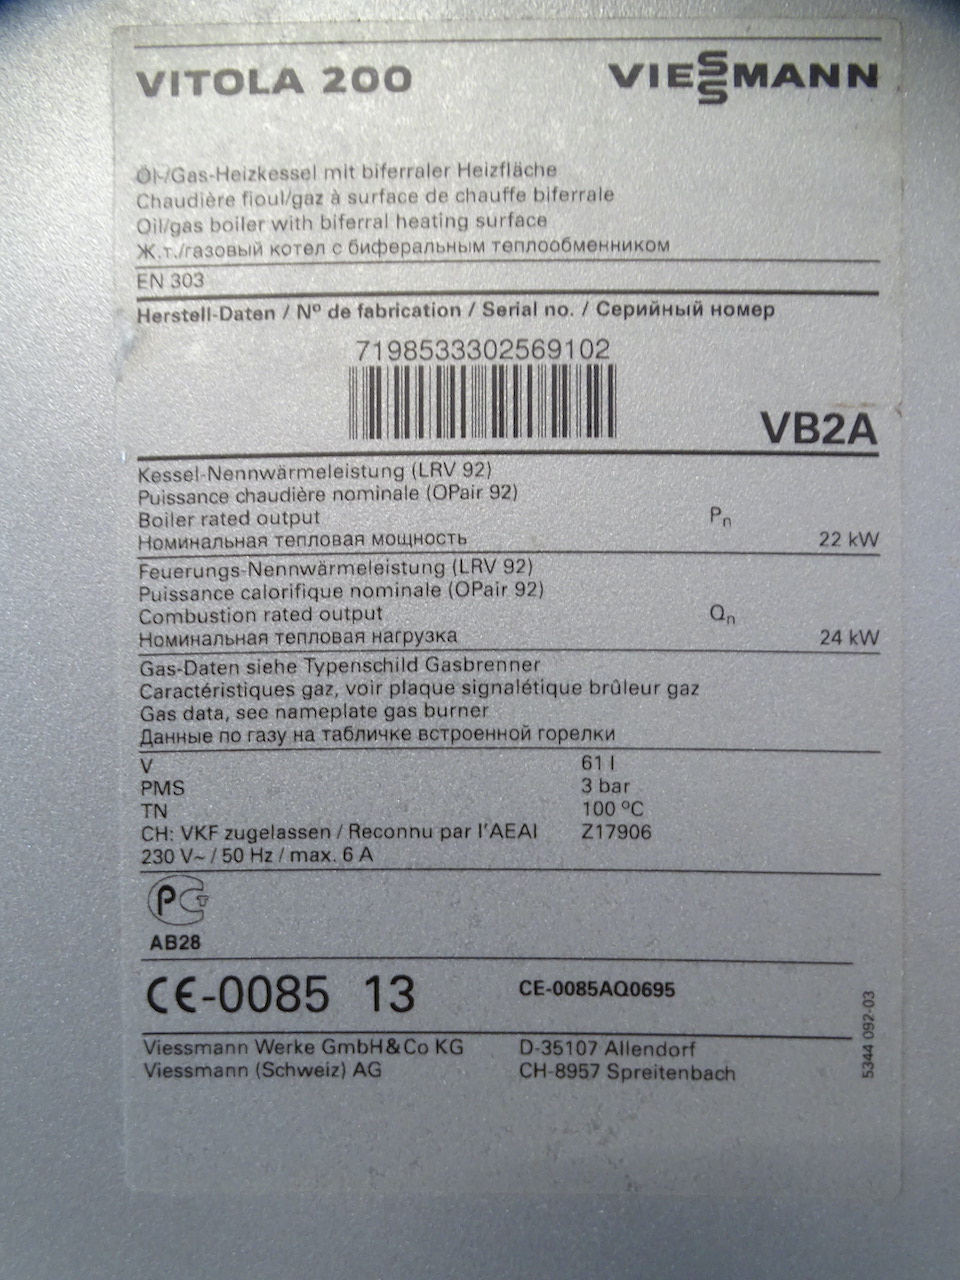 VITOLA 200 VIESSMANN
Öl-/Gas-Heizkessel mit biferraler Heizfläche
Chaudière fioul/gaz à surface de chauffe biferrale
Oil/gas boiler with biferral heating surface
Ж.т./газовый котел с биферальным теплообменником
EN 303
Herstell-Daten / Nº de fabrication / Serial no. / Серийный номер
7198533302569102
VB2A
Kessel-Nennwärmeleistung (LRV 92)
Puissance chaudière nominale (OPair 92)
Boiler rated output Pn
Номинальная тепловая мощность 22 kW
Feuerungs-Nennwärmeleistung (LRV 92)
Puissance calorifique nominale (OPair 92)
Combustion rated output Qn
Номинальная тепловая нагрузка 24 kW
Gas-Daten siehe Typenschild Gasbrenner
Caractéristiques gaz, voir plaque signalétique brûleur gaz
Gas data, see nameplate gas burner
Данные по газу на табличке встроенной горелки
V 61 l
PMS 3 bar
TN 100 ºC
CH: VKF zugelassen / Reconnu par l'AEAI Z17906
230 V~ / 50 Hz / max. 6 A
AB28
CE-0085 13 CE-0085AQ0695
Viessmann Werke GmbH&Co KG D-35107 Allendorf
Viessmann (Schweiz) AG CH-8957 Spreitenbach
5344 092-03